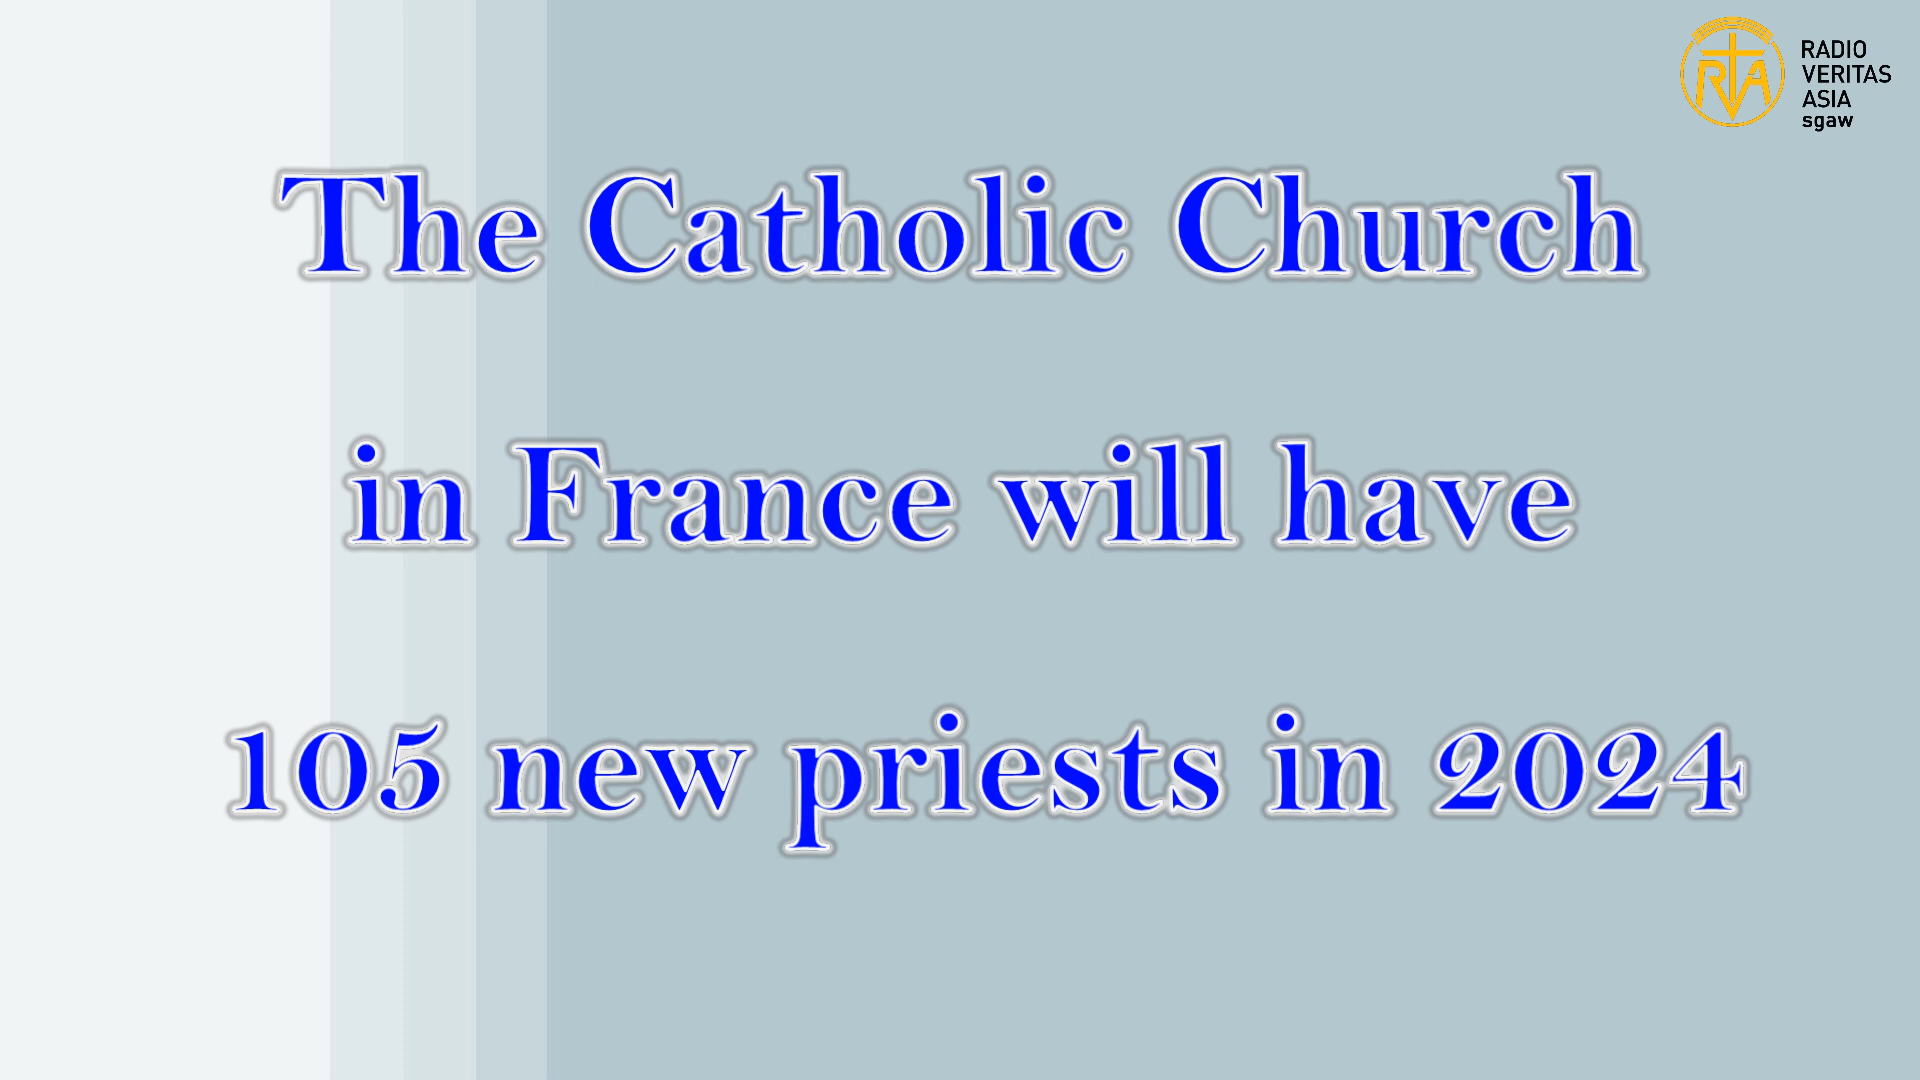 RADIO
VERITAS
ASIA
sgaw
The Catholic Church
in France will have
105 new priests in 2024